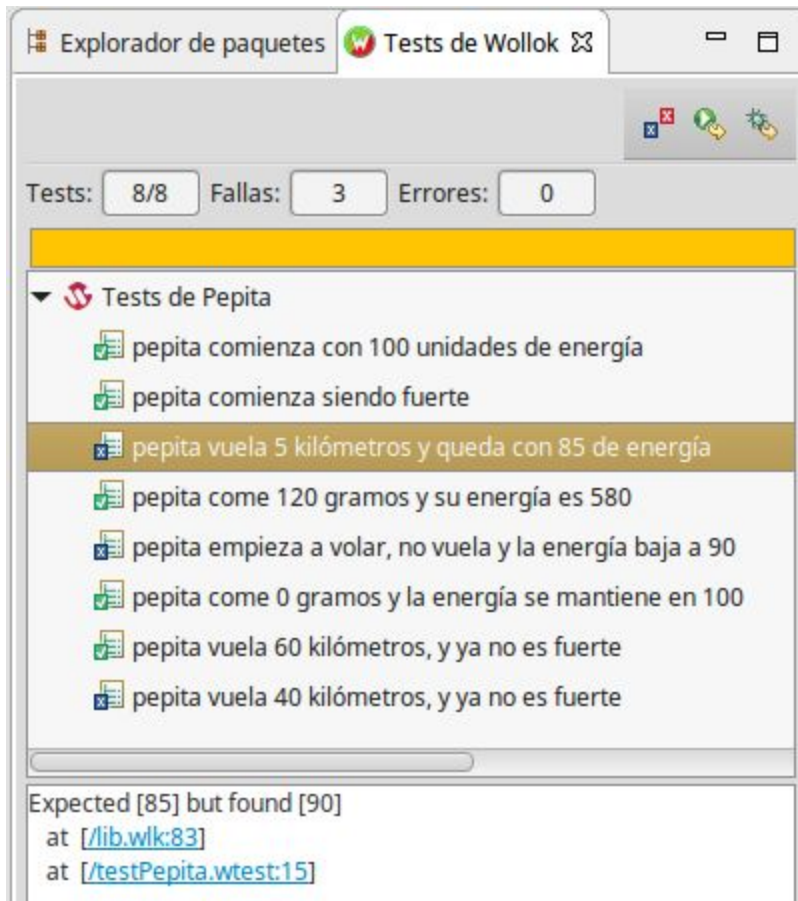 Explorador de paquetes Tests de Wollok
Tests: 8/8 Fallas: 3 Errores: 0
Tests de Pepita
pepita comienza con 100 unidades de energía
pepita comienza siendo fuerte
pepita vuela 5 kilómetros y queda con 85 de energía
pepita come 120 gramos y su energía es 580
pepita empieza a volar, no vuela y la energía baja a 90
pepita come 0 gramos y la energía se mantiene en 100
pepita vuela 60 kilómetros, y ya no es fuerte
pepita vuela 40 kilómetros, y ya no es fuerte
Expected [85] but found [90]
at [/lib.wlk:83]
at [/testPepita.wtest:15]